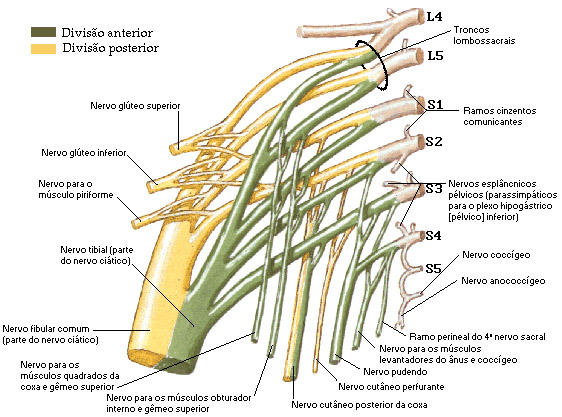 Divisão anterior
Divisão posterior
L4
Troncos
lombossacrais
L5
Nervo glúteo superior
S1
Ramos cinzentos
comunicantes
S2
Nervo glúteo inferior
Nervo para o
músculo piriforme
S3
Nervos esplâncnicos
pélvicos (parassimpáticos
para o plexo hipogástrico
[pélvico] inferior)
S4
Nervo tibial (parte
do nervo ciático)
Nervo coccígeo
S5
Nervo anococcígeo
Nervo fibular comum
(parte do nervo ciático)
Ramo perineal do 4º nervo sacral
Nervo para os músculos
levantadores do ânus e coccígeo
Nervo para os
músculos quadrados da
coxa e gêmeo superior
Nervo pudendo
Nervo cutâneo perfurante
Nervo para os músculos obturador
interno e gêmeo superior
Nervo cutâneo posterior da coxa